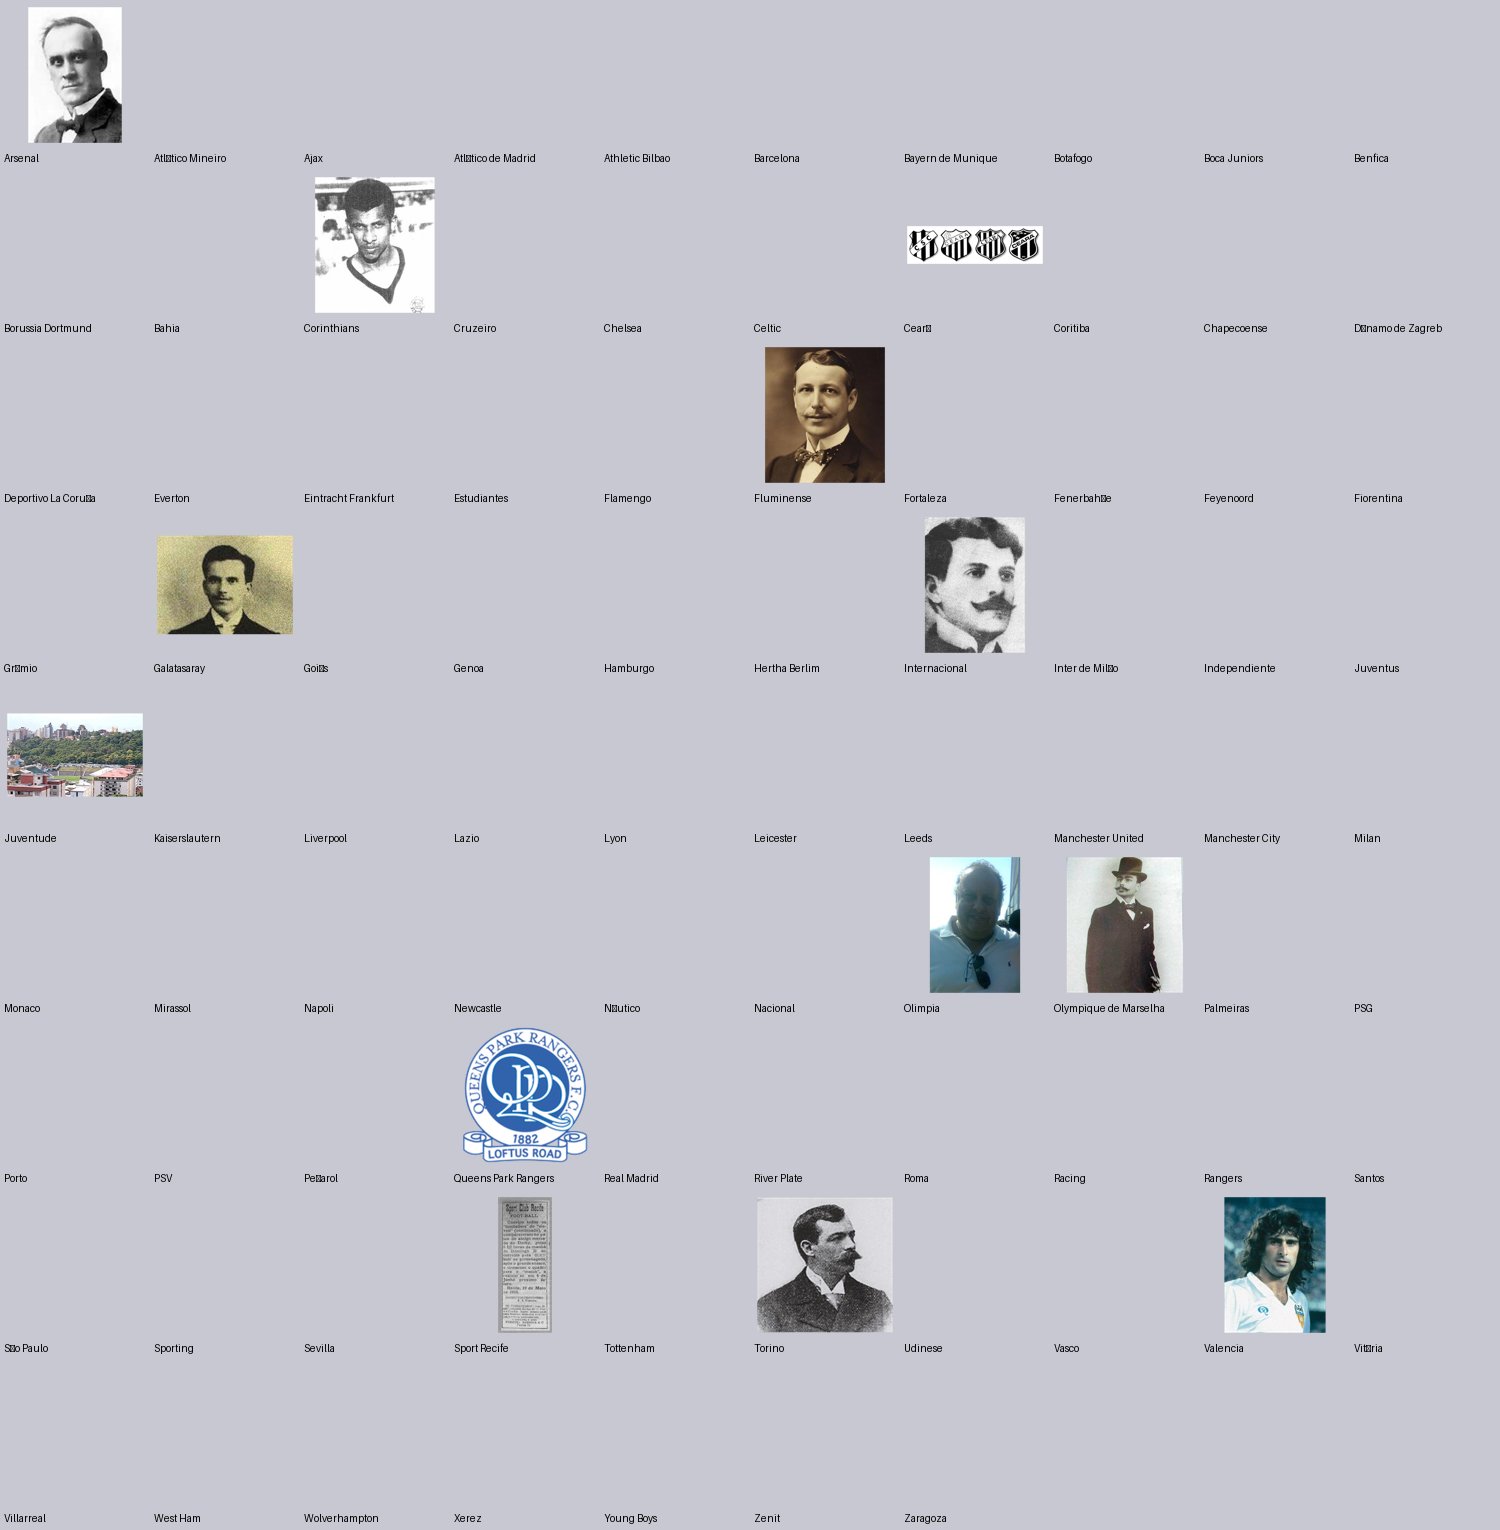 Arsenal Atl☒tico Mineiro Ajax Atl☒tico de Madrid Athletic Bilbao Barcelona Bayern de Munique Botafogo Boca Juniors Benfica
Borussia Dortmund Bahia Corinthians Cruzeiro Chelsea Celtic Cear☒ Coritiba Chapecoense D☒namo de Zagreb
Deportivo La Coru☒a Everton Eintracht Frankfurt Estudiantes Flamengo Fluminense Fortaleza Fenerbah☒e Feyenoord Fiorentina
Gr☒mio Galatasaray Goi☒s Genoa Hamburgo Hertha Berlim Internacional Inter de Mil☒o Independiente Juventus
Juventude Kaiserslautern Liverpool Lazio Lyon Leicester Leeds Manchester United Manchester City Milan
Monaco Mirassol Napoli Newcastle N☒utico Nacional Olimpia Olympique de Marselha Palmeiras PSG
QUEENS PARK RANGERS F.C.
QPR
1882
LOFTUS ROAD
Porto PSV Pe☒arol Queens Park Rangers Real Madrid River Plate Roma Racing Rangers Santos
Sport Club Recife
FOOT-BALL
S☒o Paulo Sporting Sevilla Sport Recife Tottenham Torino Udinese Vasco Valencia Vit☒ria
Villarreal West Ham Wolverhampton Xerez Young Boys Zenit Zaragoza